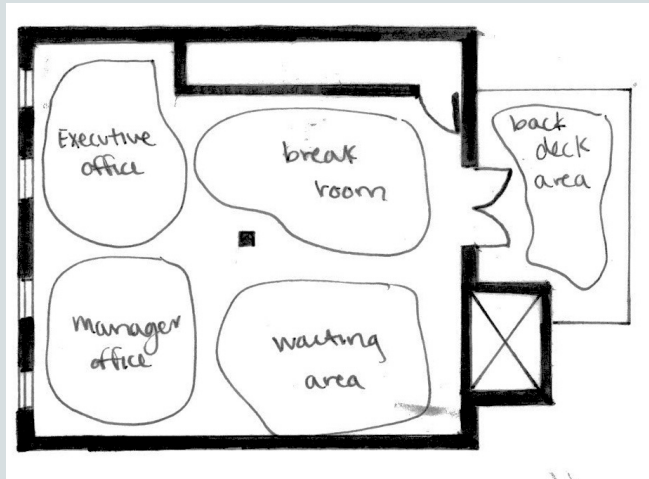 Executive
office
break
room
back
deck
area
manager
office
waiting
area